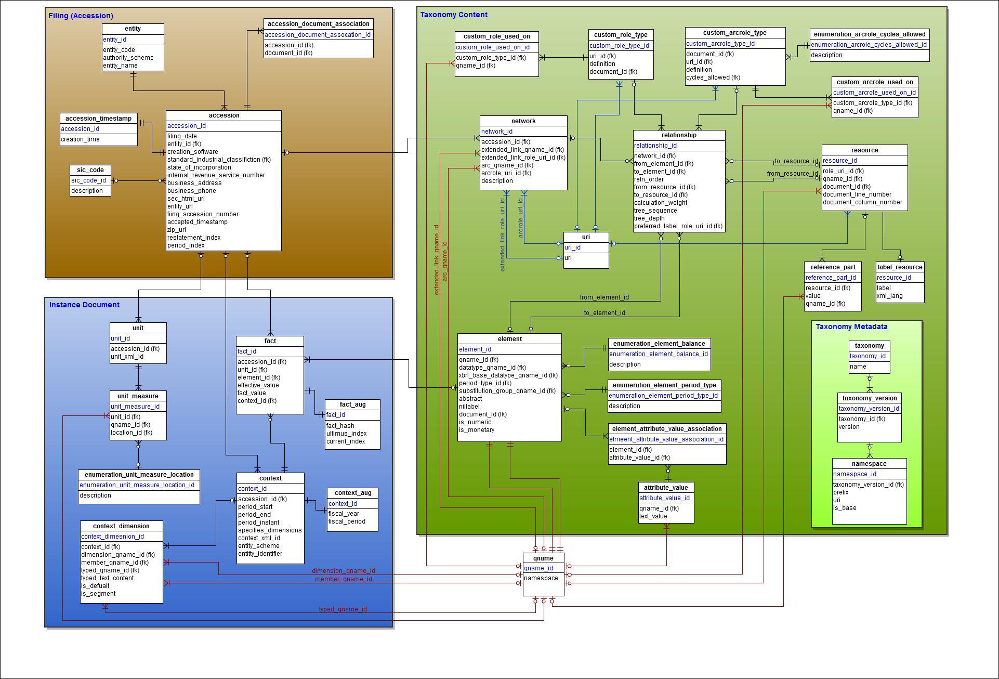 Filing (Accession)
entity
entity_id
entity_code
authority_scheme
entity_name
accession_document_association
accession_document_assocation_id
accession_id (fk)
document_id (fk)
accession_timestamp
accession_id
creation_time
sic_code
sic_code_id
description
accession
accession_id
filing_date
entity_id (fk)
creation_software
standard_industrial_classifiction (fk)
state_of_incorporation
internal_revenue_service_number
business_address
business_phone
sec_html_url
entity_url
fiing_accession_number
accepted_timestamp
zip_url
restatement_index
period_index
Instance Document
unit
unit_id
accession_id (fk)
unit_xml_id
unit_measure
unit_measure_id
unit_id (fk)
qname_id (fk)
location_id (fk)
enumeration_unit_measure_location
enumeration_unit_measure_location_id
description
fact
fact_id
accession_id (fk)
unit_id (fk)
element_id (fk)
effective_value
fact_value
context_id (fk)
fact_aug
fact_id
fact_hash
ultimus_index
current_index
context
context_id
accession_id (fk)
period_start
period_end
period_instant
specifies_dimensions
context_xml_id
entity_scheme
entitty_identifier
context_aug
context_id
fiscal_year
fiscal_period
context_dimension
context_dimesnion_id
context_id (fk)
dimension_qname_id (fk)
member_qname_id (fk)
typed_qname_id (fk)
typed_text_content
is_defualt
is_segment
dimension_qname_id
member_qname_id
typed_qname_id
Taxonomy Content
custom_role_used_on
custom_role_used_on_id
custom_role_type_id (fk)
qname_id (fk)
custom_role_type
custom_role_type_id
uri_id (fk)
definition
document_id (fk)
custom_arcrole_type
custom_arcrole_type_id
document_id (fk)
uri_id (fk)
definition
cycles_allowed (fk)
enumeration_arcrole_cycles_allowed
enumeration_arcrole_cycles_allowed_id
description
custom_arcrole_used_on
custom_arcrole_used_on_id
custom_arcrole_type_id (fk)
qname_id (fk)
network
network_id
accession_id (fk)
extended_link_qname_id (fk)
extended_link_role_uri_id (fk)
arc_qname_id (fk)
arcrole_uri_id (fk)
description
relationship
relationship_id
network_id (fk)
from_element_id (fk)
to_element_id (fk)
reln_order
from_resource_id (fk)
to_resource_id (fk)
calculation_weight
tree_sequence
tree_depth
preferred_label_role_uri_id (fk)
to_resource_id
from_resource_id
resource
resource_id
role_uri_id (fk)
qname_id (fk)
document_id (fk)
document_line_number
document_column_number
extended_link_role_uri_id
arcrole_uri_id
extended_link_qname_id
arc_qname_id
uri
uri_id
uri
reference_part
reference_part_id
resource_id (fk)
value
qname_id (fk)
label_resource
resource_id
label
xml_lang
from_element_id
to_element_id
element
element_id
qname_id (fk)
datatype_qname_id (fk)
xbrl_base_datatype_qname_id (fk)
period_type_id (fk)
substitution_group_qname_id (fk)
abstract
nillabel
document_id (fk)
is_numeric
is_monetary
enumeration_element_balance
enumeration_element_balance_id
description
enumeration_element_period_type
enumeration_element_period_type_id
description
element_attribute_value_association
elmeent_attribute_value_association_id
element_id (fk)
attribute_value_id (fk)
attribute_value
attribute_value_id
qname_id (fk)
text_value
Taxonomy Metadata
taxonomy
taxonomy_id
name
taxonomy_version
taxonomy_version_id
taxonomy_id (fk)
version
namespace
namespace_id
taxonomy_version_id (fk)
prefix
uri
is_base
qname
qname_id
namespace